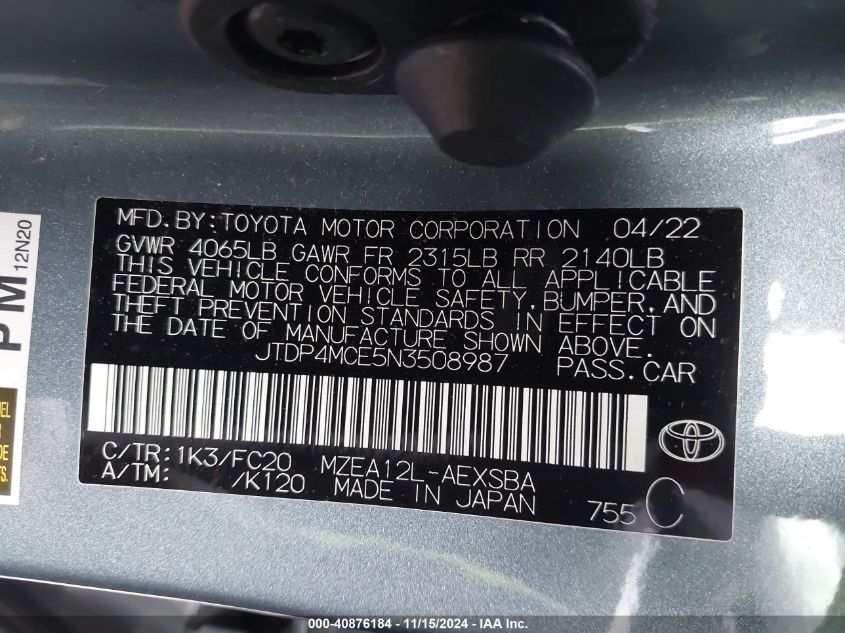 MFD. BY: TOYOTA MOTOR CORPORATION 04/22
GVWR 4065LB GAWR FR 2315LB RR 2140LB
THIS VEHICLE CONFORMS TO ALL APPLICABLE
FEDERAL MOTOR VEHICLE SAFETY, BUMPER, AND
THEFT PREVENTION STANDARDS IN EFFECT ON
THE DATE OF MANUFACTURE SHOWN ABOVE.
JTDP4MCE5N3508987 PASS. CAR
C/TR: 1K3/FC20 MZEA12L-AEXSBA
A/TM: /K120 MADE IN JAPAN 755 C
PM
12N20
000-40876184 - 11/15/2024 - IAA Inc.